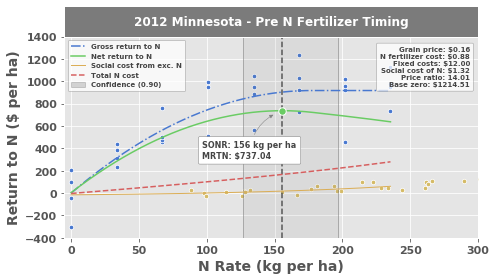 2012 Minnesota - Pre N Fertilizer Timing
Return to N ($ per ha)
1400
1200
1000
800
600
400
200
0
−200
−400
Gross return to N
Net return to N
Social cost from exc. N
Total N cost
Confidence (0.90)
Grain price: $0.16
N fertilizer cost: $0.88
Fixed costs: $12.00
Social cost of N: $1.32
Price ratio: 14.01
Base zero: $1214.51
SONR: 156 kg per ha
MRTN: $737.04
0 50 100 150 200 250 300
N Rate (kg per ha)